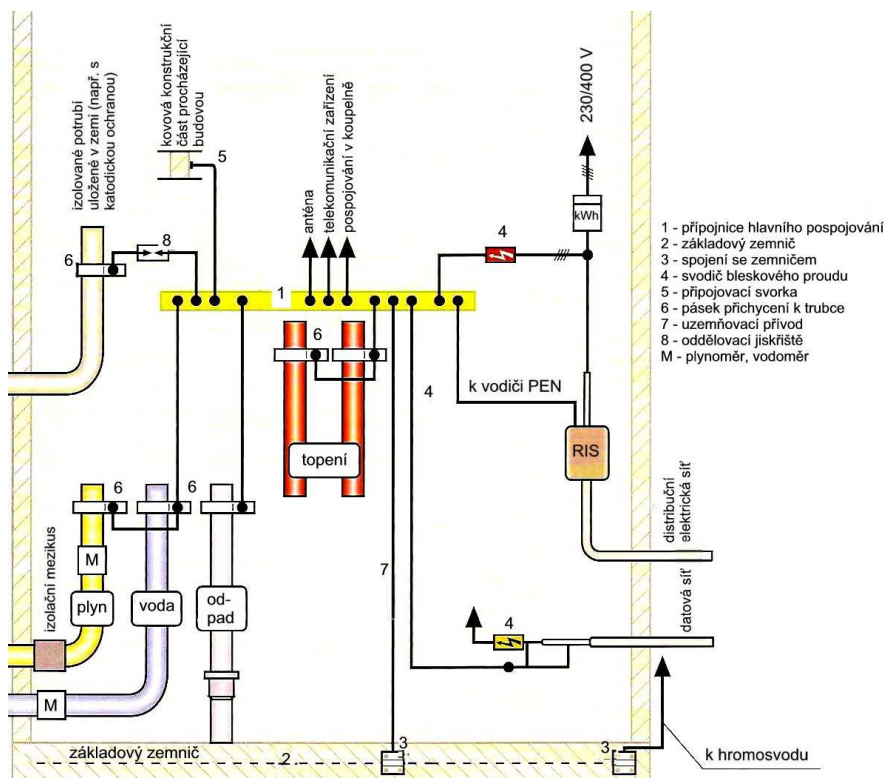 izolované potrubí
uložené v zemi (např. s
katodickou ochranou)
kovová konstrukční
část procházející
budovou
5
anténa
telekomunikační zařízení
pospojování v koupelně
230/400 V
kWh
4
8
6
1
1 - přípojnice hlavního pospojování
2 - základový zemnič
3 - spojení se zemničem
4 - svodič bleskového proudu
5 - připojovací svorka
6 - pásek přichycení k trubce
7 - uzemňovací přívod
8 - oddělovací jiskřiště
M - plynoměr, vodoměr
6
4
k vodiči PEN
topení
RIS
distribuční
elektrická síť
6
6
izolační mezikus
M
plyn
voda
od-
pad
7
4
datová síť
M
základový zemnič
2
3
3
k hromosvodu